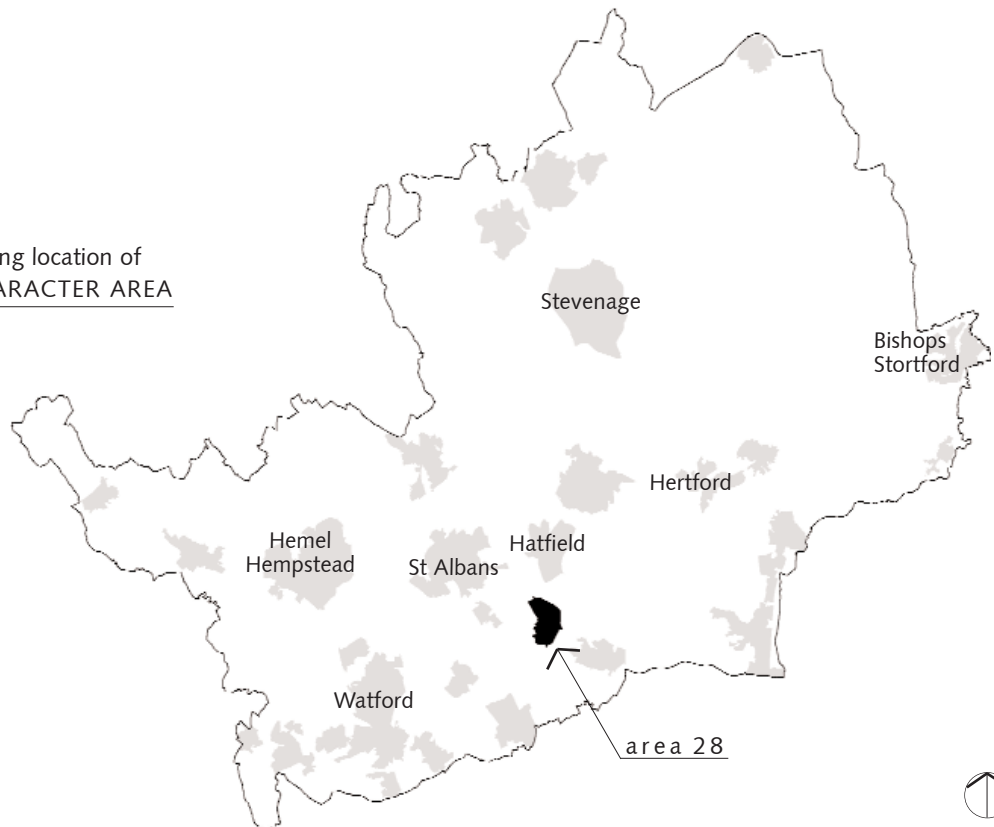 ng location of
ARACTER AREA
Stevenage
Bishops
Stortford
Hertford
Hemel
Hempstead
St Albans
Hatfield
Watford
area 28